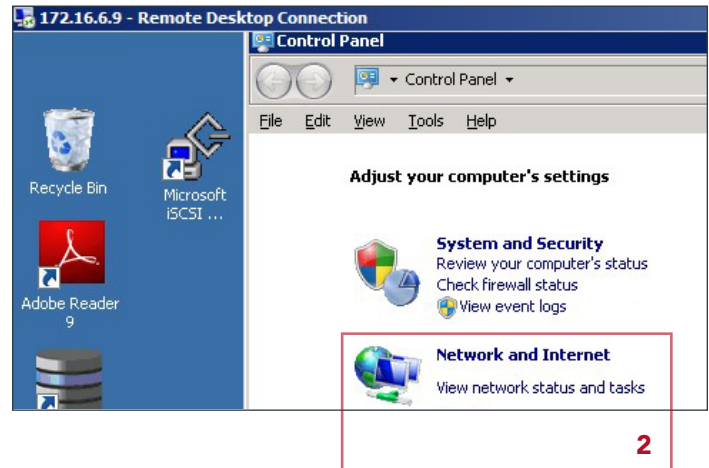 172.16.6.9 - Remote Desktop Connection
Control Panel
Control Panel
File Edit View Tools Help
Recycle Bin
Microsoft
iSCSI ...
Adobe Reader
9
Adjust your computer's settings
System and Security
Review your computer's status
Check firewall status
View event logs
Network and Internet
View network status and tasks
2